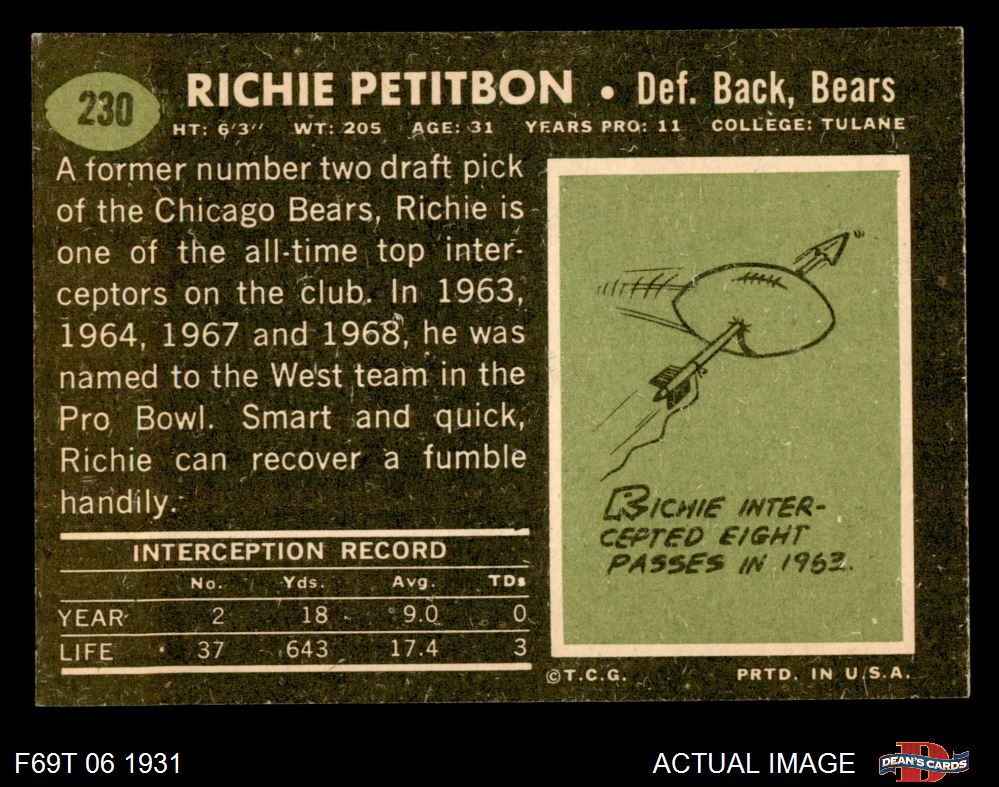 230
RICHIE PETITBON • Def. Back, Bears
HT: 6'3" WT: 205 AGE: 31 YEARS PRO: 11 COLLEGE: TULANE
A former number two draft pick
of the Chicago Bears, Richie is
one of the all-time top inter-
ceptors on the club. In 1963,
1964, 1967 and 1968, he was
named to the West team in the
Pro Bowl. Smart and quick,
Richie can recover a fumble
handily.
INTERCEPTION RECORD
No. Yds. Avg. TDs
YEAR 2 18 9.0 0
LIFE 37 643 17.4 3
RICHIE INTER-
CEPTED EIGHT
PASSES IN 1963.
©T.C.G. PRTD. IN U.S.A.
F69T 06 1931
ACTUAL IMAGE
D
DEAN'S CARDS